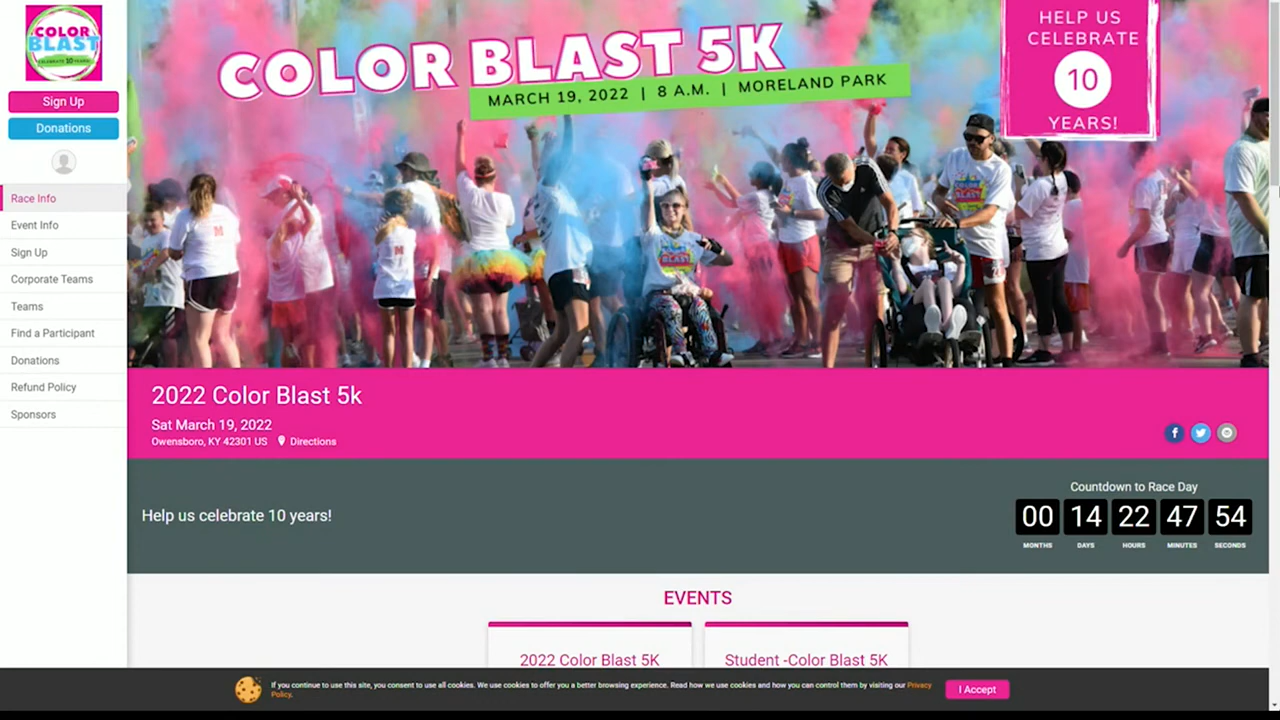 COLOR
BLAST
CELEBRATE 10 YEARS!
Sign Up
Donations
Race Info
Event Info
Sign Up
Corporate Teams
Teams
Find a Participant
Donations
Refund Policy
Sponsors
COLOR BLAST 5K
MARCH 19, 2022 | 8 A.M. | MORELAND PARK
HELP US
CELEBRATE
10
YEARS!
M
M
COLOR
BLAST
BLAST
2022 Color Blast 5k
Sat March 19, 2022
Owensboro, KY 42301 US Directions
f
Help us celebrate 10 years!
Countdown to Race Day
00 14 22 47 54
MONTHS DAYS HOURS MINUTES SECONDS
EVENTS
2022 Color Blast 5K
Student -Color Blast 5K
If you continue to use this site, you consent to use all cookies. We use cookies to offer you a better browsing experience. Read how we use cookies and how you can control them by visiting our Privacy
Policy.
I Accept